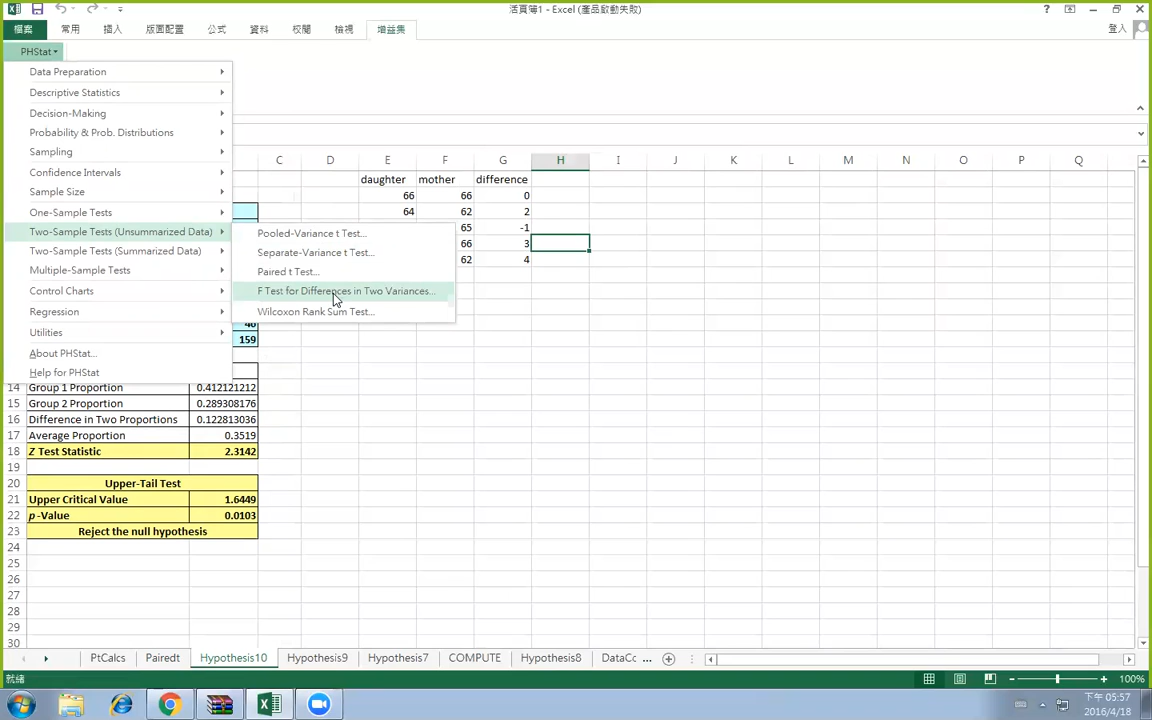 活頁簿1 - Excel (產品啟動失敗)
檔案 常用 插入 版面配置 公式 資料 校閱 檢視 增益集 登入
PHStat
Data Preparation
Descriptive Statistics
Decision-Making
Probability & Prob. Distributions
Sampling
Confidence Intervals
Sample Size
One-Sample Tests
Two-Sample Tests (Unsummarized Data)
Two-Sample Tests (Summarized Data)
Multiple-Sample Tests
Control Charts
Regression
Utilities
About PHStat...
Help for PHStat
Pooled-Variance t Test...
Separate-Variance t Test...
Paired t Test...
F Test for Differences in Two Variances...
Wilcoxon Rank Sum Test...
C D E F G H I J K L M N O P Q
daughter mother difference
66 66 0
64 62 2
65 -1
66 3
62 4
159
14 Group 1 Proportion 0.412121212
15 Group 2 Proportion 0.289308176
16 Difference in Two Proportions 0.122813036
17 Average Proportion 0.3519
18 Z Test Statistic 2.3142
19
20 Upper-Tail Test
21 Upper Critical Value 1.6449
22 p-Value 0.0103
23 Reject the null hypothesis
24
25
26
27
28
29
30
PtCalcs Pairedt Hypothesis10 Hypothesis9 Hypothesis7 COMPUTE Hypothesis8 DataCc ...
就緒 100%
下午 05:57
2016/4/18